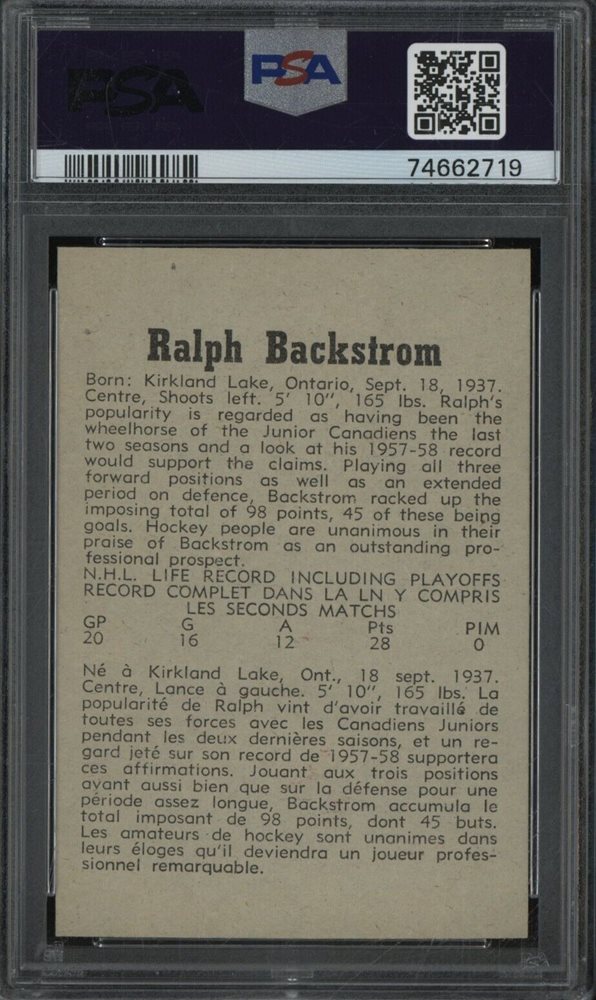 PSA
PSA
74662719
Ralph Backstrom
Born: Kirkland Lake, Ontario, Sept. 18, 1937.
Centre, Shoots left. 5' 10", 165 lbs. Ralph's
popularity is regarded as having been the
wheelhorse of the Junior Canadiens the last
two seasons and a look at his 1957-58 record
would support the claims. Playing all three
forward positions as well as an extended
period on defence, Backstrom racked up the
imposing total of 98 points, 45 of these being
goals. Hockey people are unanimous in their
praise of Backstrom as an outstanding pro-
fessional prospect.
N.H.L. LIFE RECORD INCLUDING PLAYOFFS
RECORD COMPLET DANS LA LN Y COMPRIS
LES SECONDS MATCHS
GP G A Pts PIM
20 16 12 28 0
Né à Kirkland Lake, Ont., 18 sept. 1937.
Centre, Lance à gauche. 5' 10", 165 lbs. La
popularité de Ralph vint d'avoir travaillé de
toutes ses forces avec les Canadiens Juniors
pendant les deux dernières saisons, et un re-
gard jeté sur son record de 1957-58 supportera
ces affirmations. Jouant aux trois positions
avant aussi bien que sur la défense pour une
période assez longue, Backstrom accumula le
total imposant de 98 points, dont 45 buts.
Les amateurs de hockey sont unanimes dans
leurs éloges qu'il deviendra un joueur profes-
sionnel remarquable.